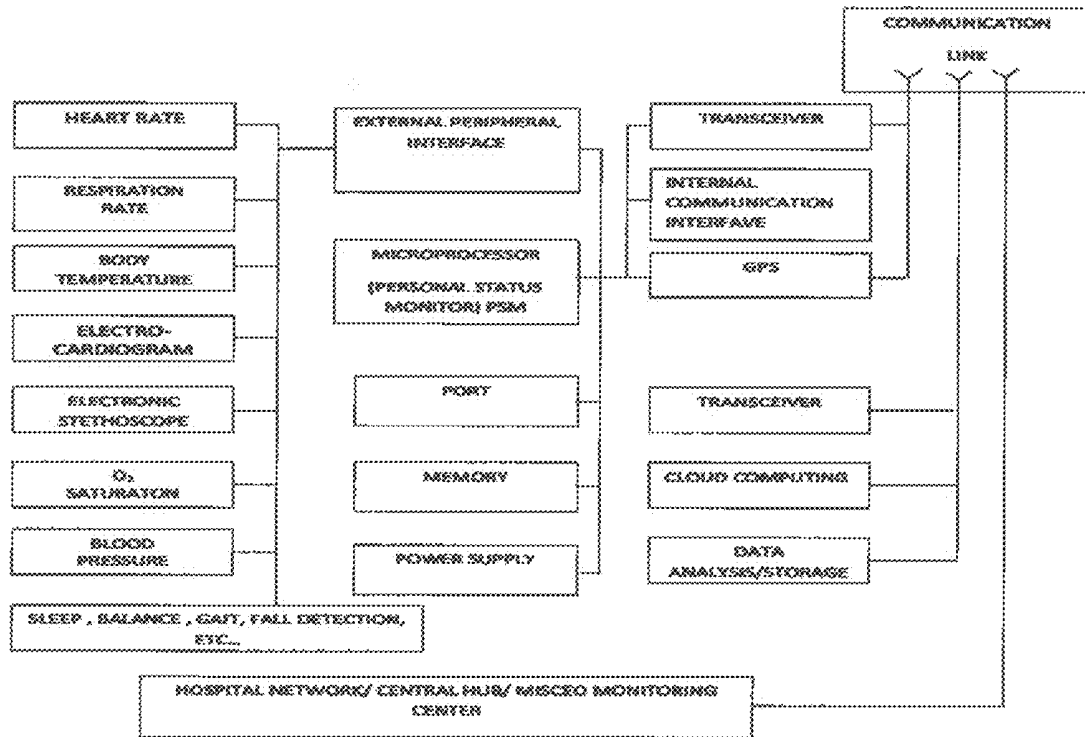 COMMUNICATION
LINK
HEART RATE
RESPIRATION
RATE
BODY
TEMPERATURE
ELECTRO-
CARDIOGRAM
ELECTRONIC
STETHOSCOPE
O₂
SATURATON
BLOOD
PRESSURE
SLEEP , BALANCE , GAIT, FALL DETECTION,
ETC...
EXTERNAL PERIPHERAL
INTERFACE
MICROPROCESSOR
(PERSONAL STATUS
MONITOR) PSM
PORT
MEMORY
POWER SUPPLY
TRANSCEIVER
INTERNAL
COMMUNICATION
INTERFAVE
GPS
TRANSCEIVER
CLOUD COMPUTING
DATA
ANALYSIS/STORAGE
HOSPITAL NETWORK/ CENTRAL HUB/ MISCEO MONITORING
CENTER